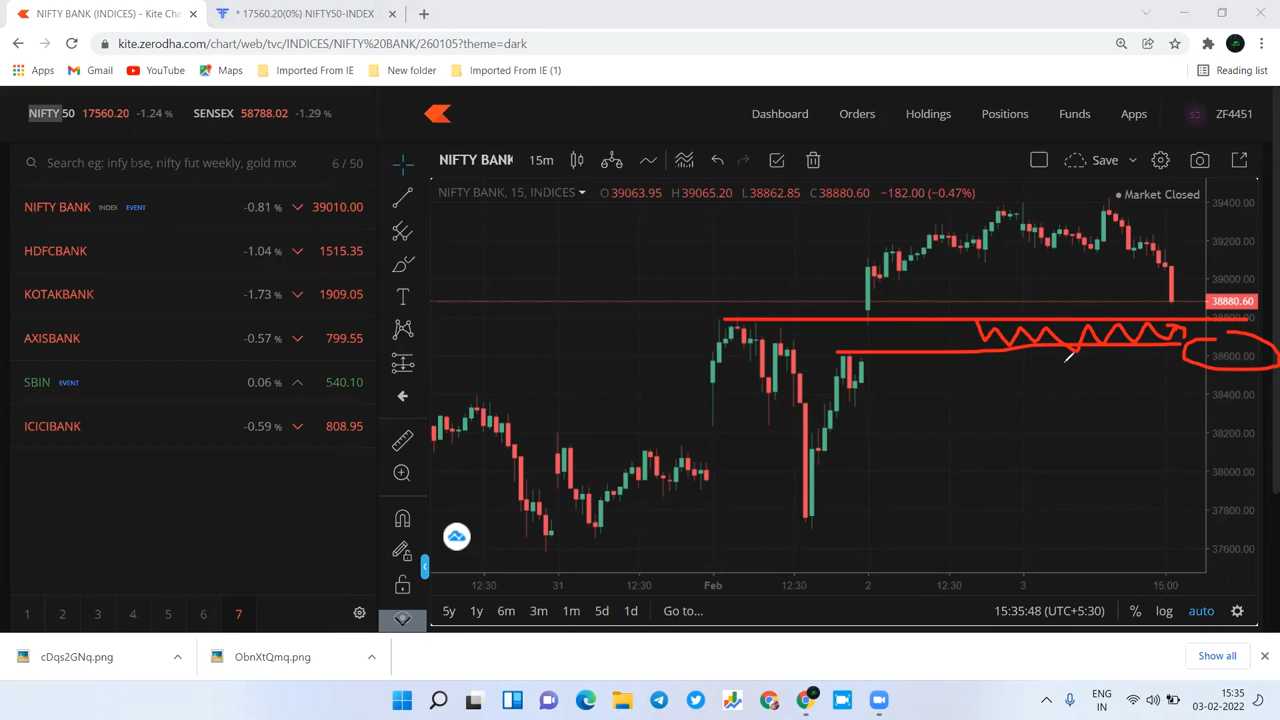 NIFTY BANK (INDICES) - Kite Cha
* 17560.20(0%) NIFTY50-INDEX
kite.zerodha.com/chart/web/tvc/INDICES/NIFTY%20BANK/260105?theme=dark
Apps Gmail YouTube Maps Imported From IE New folder Imported From IE (1) Reading list
NIFTY 50 17560.20 -1.24 % SENSEX 58788.02 -1.29 %
Dashboard Orders Holdings Positions Funds Apps ZF4451
Search eg: infy bse, nifty fut weekly, gold mcx 6 / 50
NIFTY BANK 15m Save
NIFTY BANK, 15, INDICES O39063.95 H39065.20 L38862.85 C38880.60 −182.00 (−0.47%)
Market Closed
NIFTY BANK INDEX EVENT -0.81 % 39010.00
HDFCBANK -1.04 % 1515.35
KOTAKBANK -1.73 % 1909.05
AXISBANK -0.57 % 799.55
SBIN EVENT 0.06 % 540.10
ICICIBANK -0.59 % 808.95
39400.00
39200.00
39000.00
38880.60
38800.00
38600.00
38400.00
38200.00
38000.00
37800.00
37600.00
12:30 31 12:30 Feb 12:30 2 12:30 3 15:00
1 2 3 4 5 6 7
5y 1y 6m 3m 1m 5d 1d Go to... 15:35:48 (UTC+5:30) % log auto
cDqs2GNq.png
ObnXtQmq.png
Show all
ENG
IN
15:35
03-02-2022